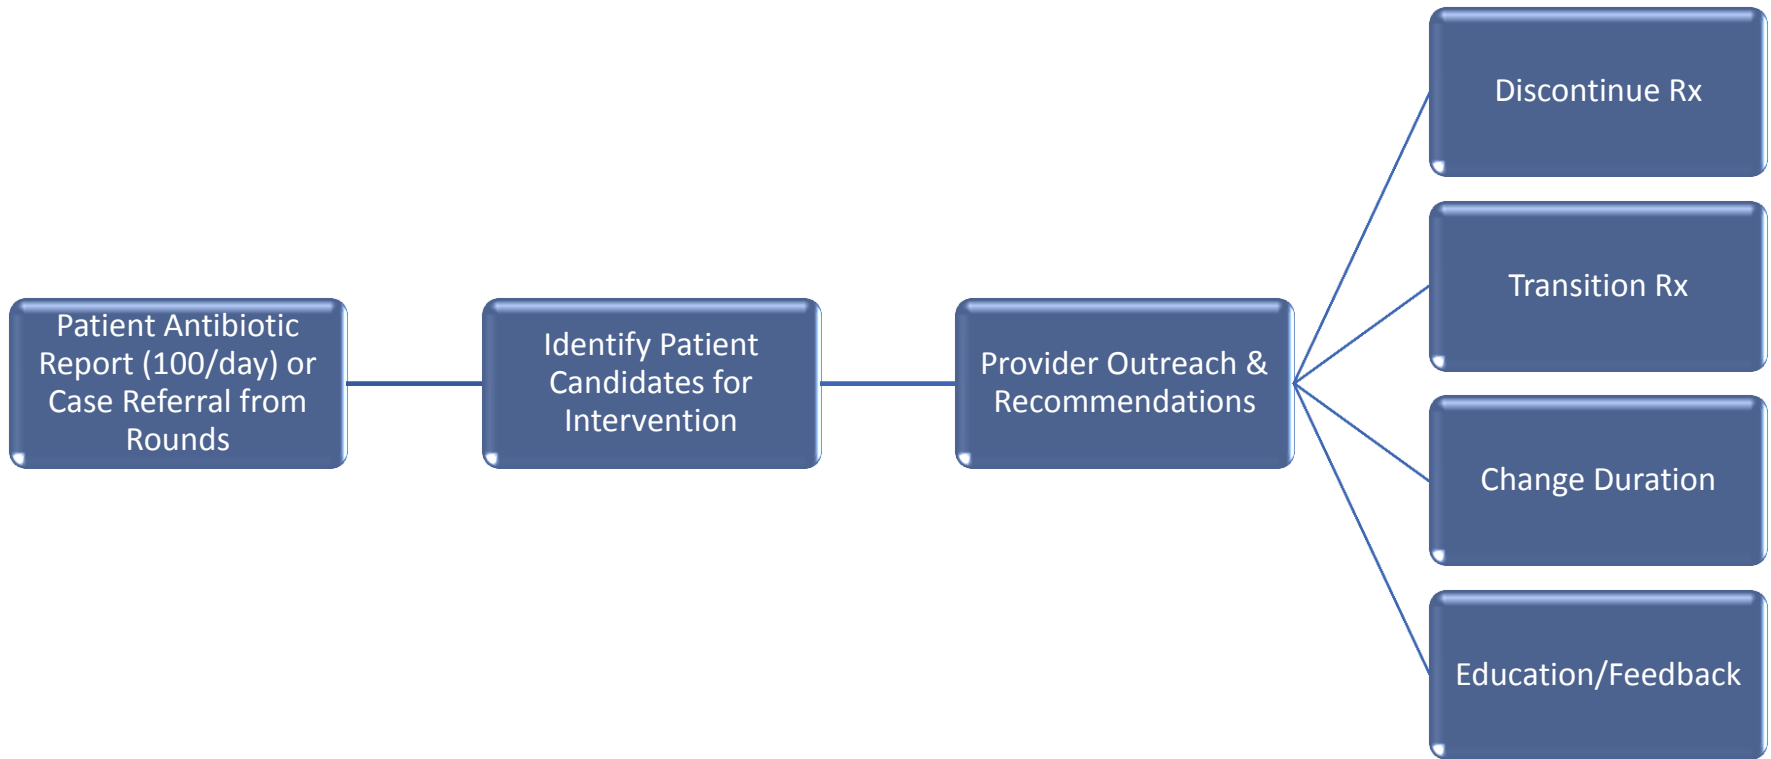 Patient Antibiotic
Report (100/day) or
Case Referral from
Rounds
Identify Patient
Candidates for
Intervention
Provider Outreach &
Recommendations
Discontinue Rx
Transition Rx
Change Duration
Education/Feedback